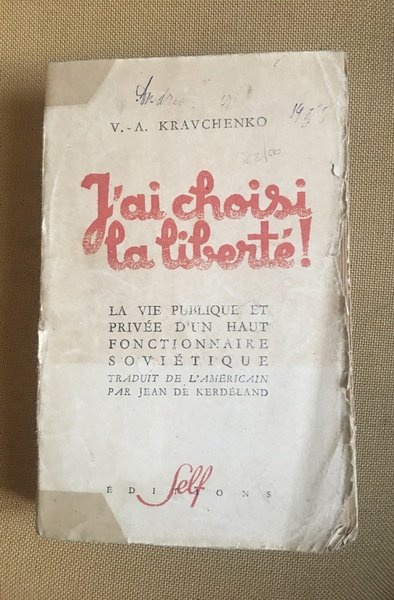 V.-A. KRAVCHENKO
J'ai choisi
la liberté!
LA VIE PUBLIQUE ET
PRIVÉE D'UN HAUT
FONCTIONNAIRE
SOVIÉTIQUE
TRADUIT DE L'AMÉRICAIN
PAR JEAN DE KERDÉLAND
Self
ÉDITIONS